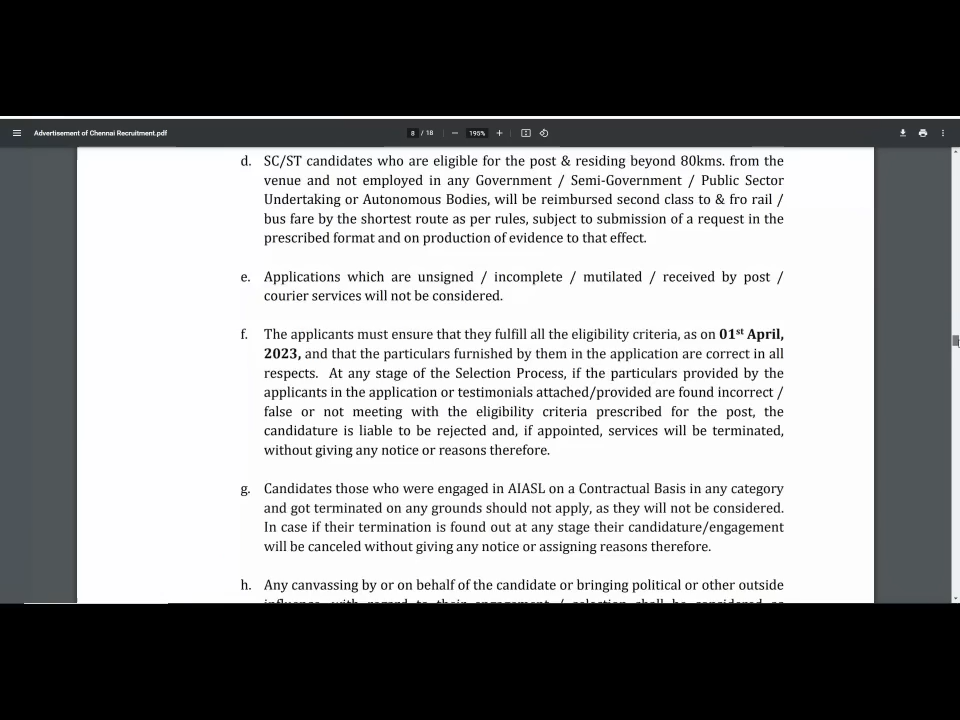 Advertisement of Chennai Recruitment.pdf
8 / 18
195%
d. SC/ST candidates who are eligible for the post & residing beyond 80kms. from the
venue and not employed in any Government / Semi-Government / Public Sector
Undertaking or Autonomous Bodies, will be reimbursed second class to & fro rail /
bus fare by the shortest route as per rules, subject to submission of a request in the
prescribed format and on production of evidence to that effect.
e. Applications which are unsigned / incomplete / mutilated / received by post /
courier services will not be considered.
f. The applicants must ensure that they fulfill all the eligibility criteria, as on 01st April,
2023, and that the particulars furnished by them in the application are correct in all
respects. At any stage of the Selection Process, if the particulars provided by the
applicants in the application or testimonials attached/provided are found incorrect /
false or not meeting with the eligibility criteria prescribed for the post, the
candidature is liable to be rejected and, if appointed, services will be terminated,
without giving any notice or reasons therefore.
g. Candidates those who were engaged in AIASL on a Contractual Basis in any category
and got terminated on any grounds should not apply, as they will not be considered.
In case if their termination is found out at any stage their candidature/engagement
will be canceled without giving any notice or assigning reasons therefore.
h. Any canvassing by or on behalf of the candidate or bringing political or other outside
influence, with regard to their engagement / selection shall be considered as